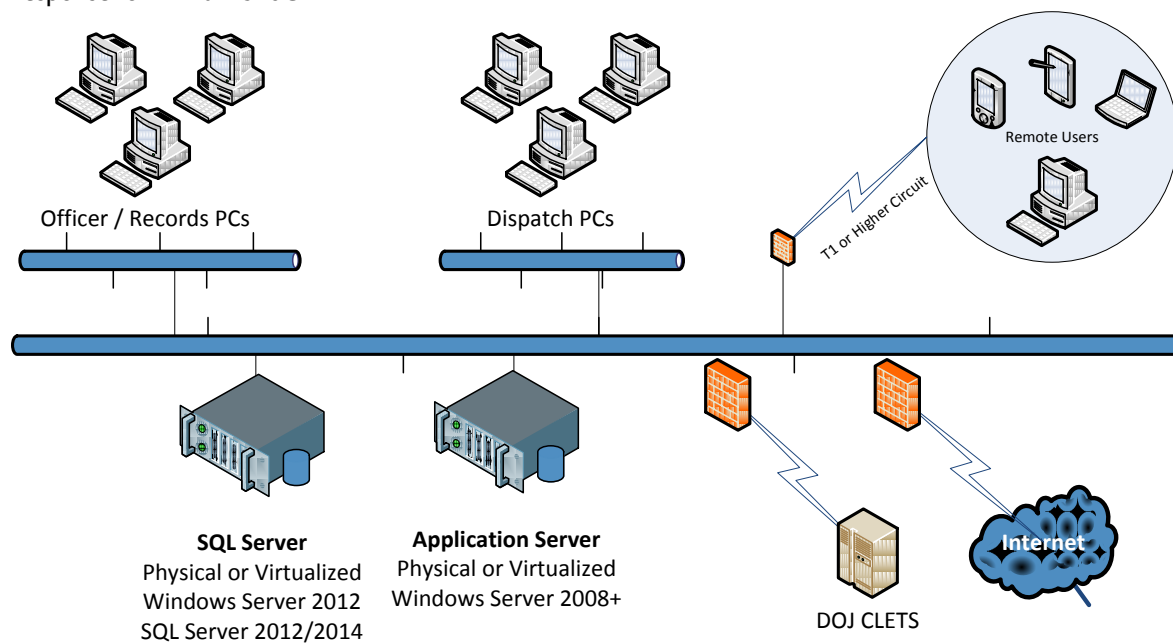 Officer / Records PCs
Dispatch PCs
Remote Users
T1 or Higher Circuit
SQL Server
Physical or Virtualized
Windows Server 2012
SQL Server 2012/2014
Application Server
Physical or Virtualized
Windows Server 2008+
DOJ CLETS
Internet